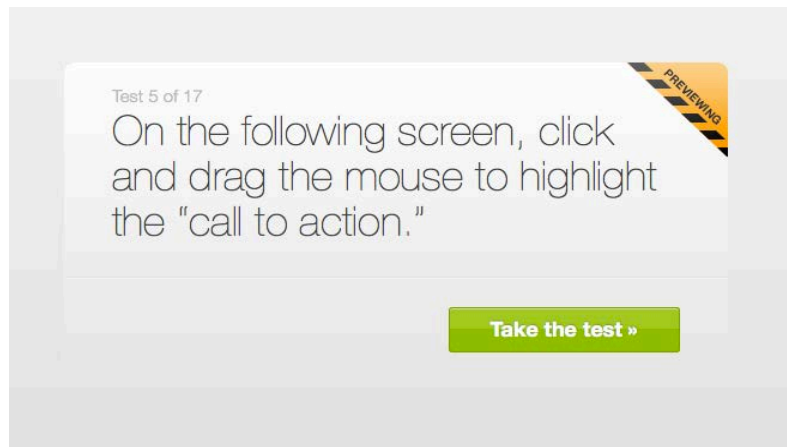 Test 5 of 17
PREVIEWING
On the following screen, click
and drag the mouse to highlight
the “call to action.”
Take the test »